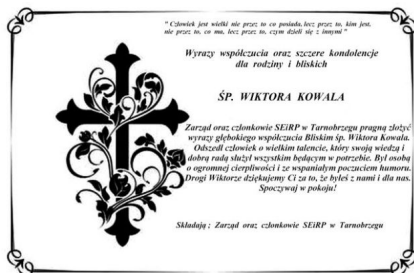 " Człowiek jest wielki nie przez to co posiada, lecz przez to, kim jest,
nie przez to, co ma, lecz przez to, czym dzieli się z innymi "
Wyrazy współczucia oraz szczere kondolencje
dla rodziny i bliskich
ŚP. WIKTORA KOWALA
Zarząd oraz członkowie SEiRP w Tarnobrzegu pragną złożyć
wyrazy głębokiego współczucia Bliskim śp. Wiktora Kowala.
Odszedł człowiek o wielkim talencie, który swoją wiedzą i
dobrą radą służył wszystkim będącym w potrzebie. Był osobą
o ogromnej cierpliwości i ze wspaniałym poczuciem humoru.
Drogi Wiktorze dziękujemy Ci za to, że byłeś z nami i dla nas.
Spoczywaj w pokoju!
Składają ; Zarząd oraz członkowie SEiRP w Tarnobrzegu